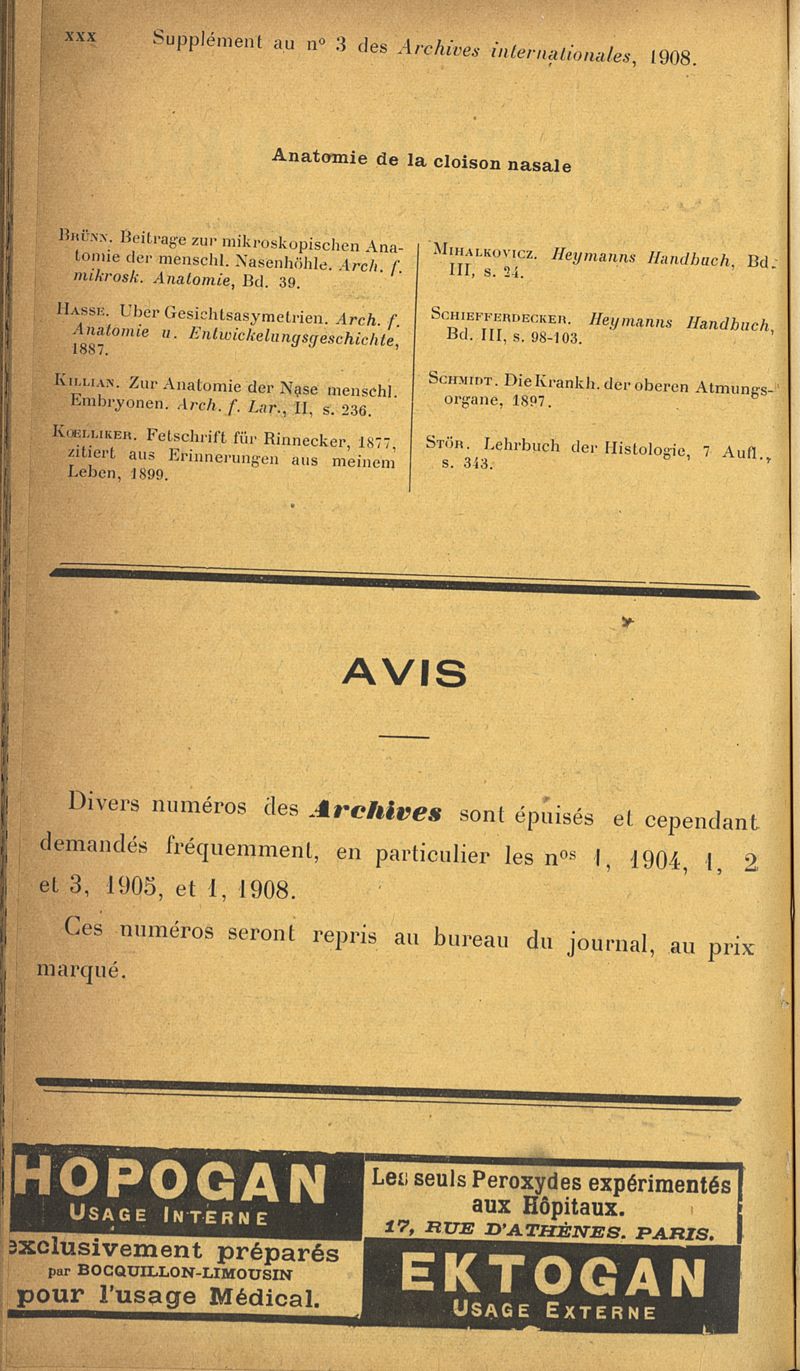 xxx Supplément au n° 3 des Archives internationales, 1908.
Anatomie de la cloison nasale
Brünn. Beitrage zur mikroskopischen Ana-
tomie der menschl. Nasenhöhle. Arch. f.
mikrosk. Anatomie, Bd. 39.
Hasse. Uber Gesichtsasymetrien. Arch. f.
Anatomie u. Entwickelungsgeschichte,
1887.
Killian. Zur Anatomie der Nase menschl.
Embryonen. Arch. f. Lar., II, s. 236.
Kœlliker. Fetschrift für Rinnecker, 1877,
zitiert aus Erinnerungen aus meinem
Leben, 1899.
Mihalkovicz. Heymanns Handbuch, Bd.
III, s. 24.
Schiefferdecker. Heymanns Handbuch,
Bd. III, s. 98-103.
Schmidt. Die Krankh. der oberen Atmungs-
organe, 1897.
Stör. Lehrbuch der Histologie, 7 Aufl.,
s. 343.
AVIS
Divers numéros des Archives sont épuisés et cependant
demandés fréquemment, en particulier les nos 1, 1904, 1, 2
et 3, 1905, et 1, 1908.
Ces numéros seront repris au bureau du journal, au prix
marqué.
HOPOGAN
Usage Interne
exclusivement préparés
par BOCQUILLON-LIMOUSIN
pour l'usage Médical.
Les seuls Peroxydes expérimentés
aux Hôpitaux.
17, RUE D'ATHÈNES. PARIS.
EKTOGAN
Usage Externe